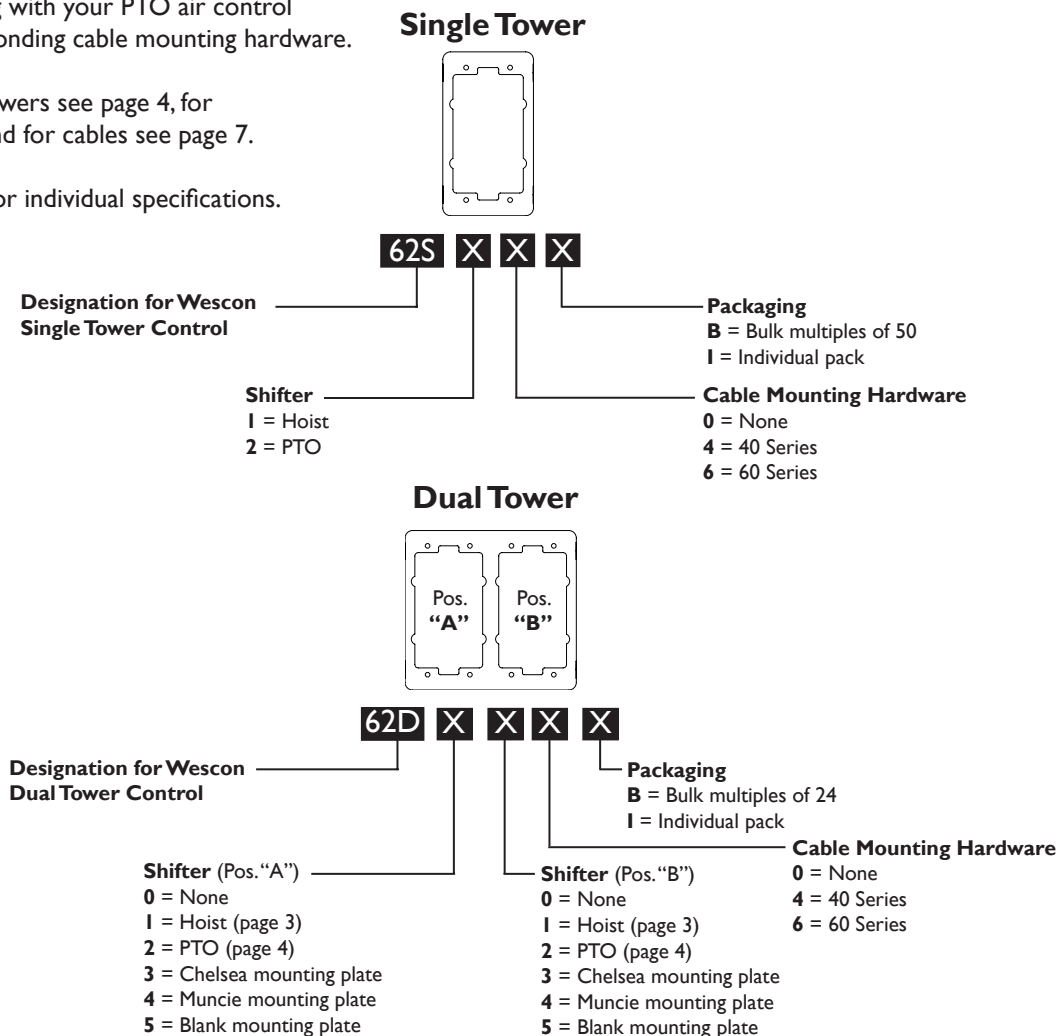 with your PTO air control
onding cable mounting hardware.
wers see page 4, for
d for cables see page 7.
or individual specifications.
Single Tower
62S X X X
Designation for Wescon
Single Tower Control
Packaging
B = Bulk multiples of 50
I = Individual pack
Shifter
1 = Hoist
2 = PTO
Cable Mounting Hardware
0 = None
4 = 40 Series
6 = 60 Series
Dual Tower
Pos.
“A”
Pos.
“B”
62D X X X X
Designation for Wescon
Dual Tower Control
Packaging
B = Bulk multiples of 24
I = Individual pack
Shifter (Pos. “A”)
0 = None
1 = Hoist (page 3)
2 = PTO (page 4)
3 = Chelsea mounting plate
4 = Muncie mounting plate
5 = Blank mounting plate
Shifter (Pos. “B”)
0 = None
1 = Hoist (page 3)
2 = PTO (page 4)
3 = Chelsea mounting plate
4 = Muncie mounting plate
5 = Blank mounting plate
Cable Mounting Hardware
0 = None
4 = 40 Series
6 = 60 Series